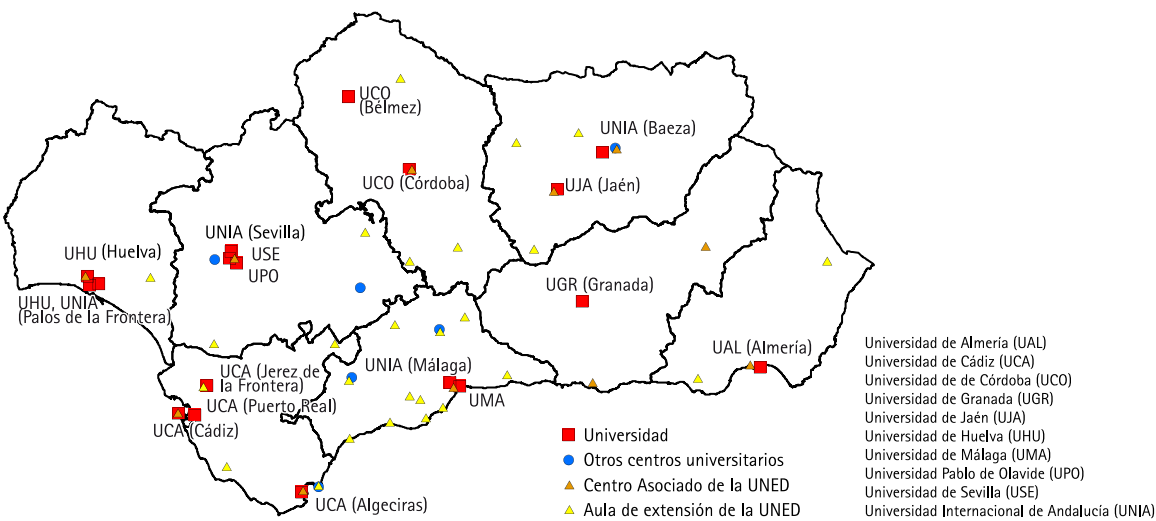 UCO
(Bélmez)
UNIA (Baeza)
UCO (Córdoba)
UJA (Jaén)
UNIA (Sevilla)
USE
UPO
UHU (Huelva)
UHU, UNIA
(Palos de la Frontera)
UGR (Granada)
UAL (Almería)
UNIA (Málaga)
UMA
UCA (Jerez de
la Frontera)
UCA (Puerto Real)
UCA (Cádiz)
UCA (Algeciras)
Universidad
Otros centros universitarios
Centro Asociado de la UNED
Aula de extensión de la UNED
Universidad de Almería (UAL)
Universidad de Cádiz (UCA)
Universidad de de Córdoba (UCO)
Universidad de Granada (UGR)
Universidad de Jaén (UJA)
Universidad de Huelva (UHU)
Universidad de Málaga (UMA)
Universidad Pablo de Olavide (UPO)
Universidad de Sevilla (USE)
Universidad Internacional de Andalucía (UNIA)